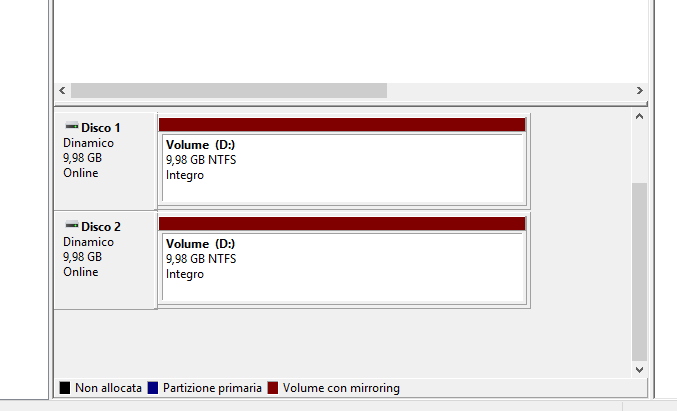 Disco 1
Dinamico
9,98 GB
Online
Volume (D:)
9,98 GB NTFS
Integro
Disco 2
Dinamico
9,98 GB
Online
Volume (D:)
9,98 GB NTFS
Integro
Non allocata Partizione primaria Volume con mirroring